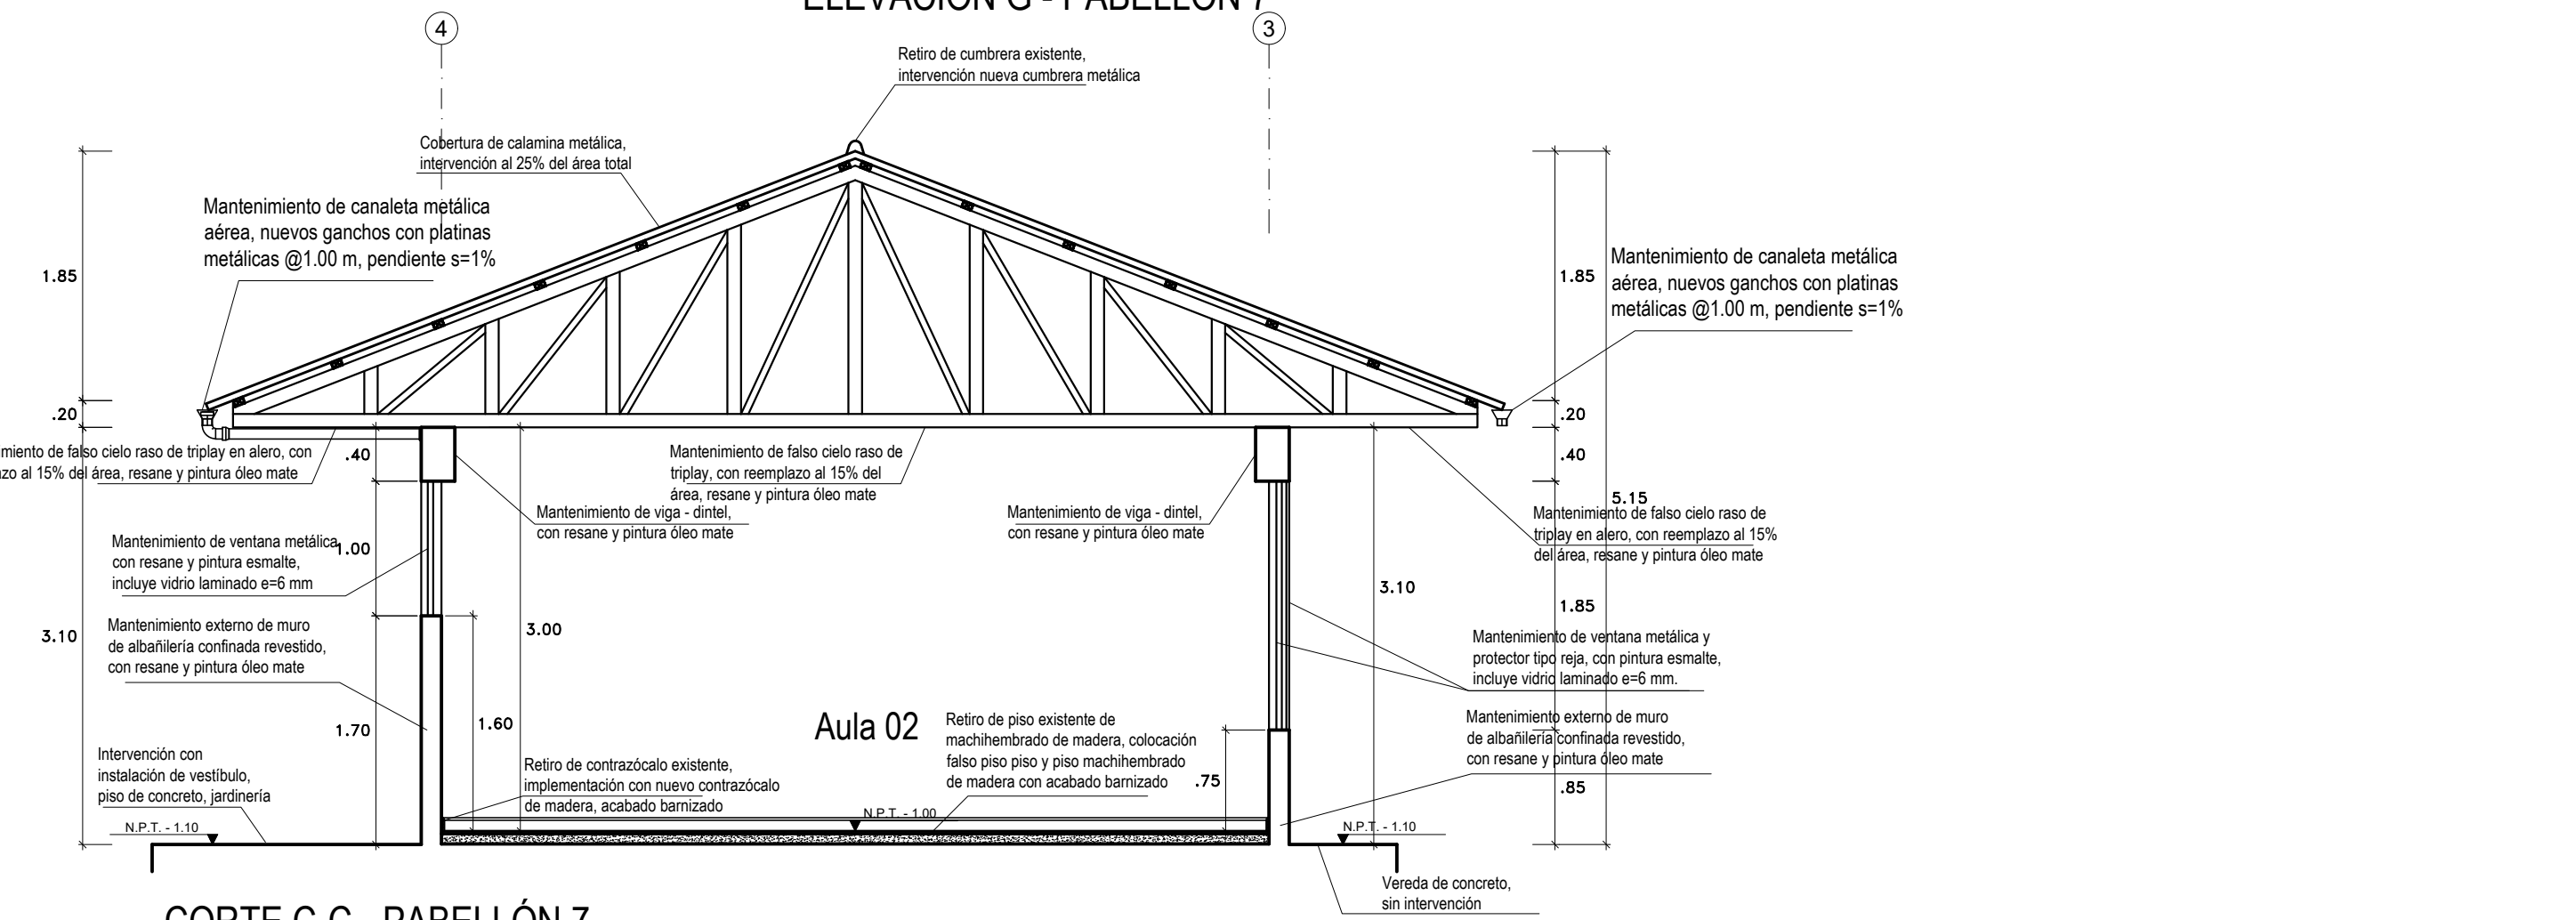 ELEVACIÓN G - PABELLÓN 7
4
3
Retiro de cumbrera existente,
intervención nueva cumbrera metálica
Cobertura de calamina metálica,
intervención al 25% del área total
Mantenimiento de canaleta metálica
aérea, nuevos ganchos con platinas
metálicas @1.00 m, pendiente s=1%
Mantenimiento de canaleta metálica
aérea, nuevos ganchos con platinas
metálicas @1.00 m, pendiente s=1%
1.85
.20
3.10
1.85
.20
.40
5.15
1.85
.85
miento de falso cielo raso de triplay en alero, con
azo al 15% del área, resane y pintura óleo mate
.40
1.00
1.70
Mantenimiento de falso cielo raso de
triplay, con reemplazo al 15% del
área, resane y pintura óleo mate
Mantenimiento de viga - dintel,
con resane y pintura óleo mate
Mantenimiento de viga - dintel,
con resane y pintura óleo mate
Mantenimiento de falso cielo raso de
triplay en alero, con reemplazo al 15%
del área, resane y pintura óleo mate
Mantenimiento de ventana metálica
con resane y pintura esmalte,
incluye vidrio laminado e=6 mm
3.10
3.00
Mantenimiento externo de muro
de albañilería confinada revestido,
con resane y pintura óleo mate
Mantenimiento de ventana metálica y
protector tipo reja, con pintura esmalte,
incluye vidrio laminado e=6 mm.
1.60
Aula 02
Retiro de piso existente de
machihembrado de madera, colocación
falso piso piso y piso machihembrado
de madera con acabado barnizado
.75
Mantenimiento externo de muro
de albañilería confinada revestido,
con resane y pintura óleo mate
Intervención con
instalación de vestíbulo,
piso de concreto, jardinería
Retiro de contrazócalo existente,
implementación con nuevo contrazócalo
de madera, acabado barnizado
N.P.T. - 1.10
N.P.T. - 1.00
N.P.T. - 1.10
Vereda de concreto,
sin intervención
CORTE G-G - PABELLÓN 7